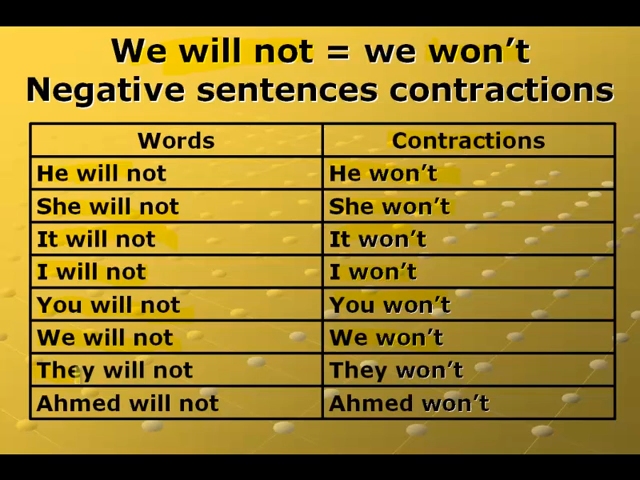 We will not = we won't
Negative sentences contractions
Words Contractions
He will not He won't
She will not She won't
It will not It won't
I will not I won't
You will not You won't
We will not We won't
They will not They won't
Ahmed will not Ahmed won't